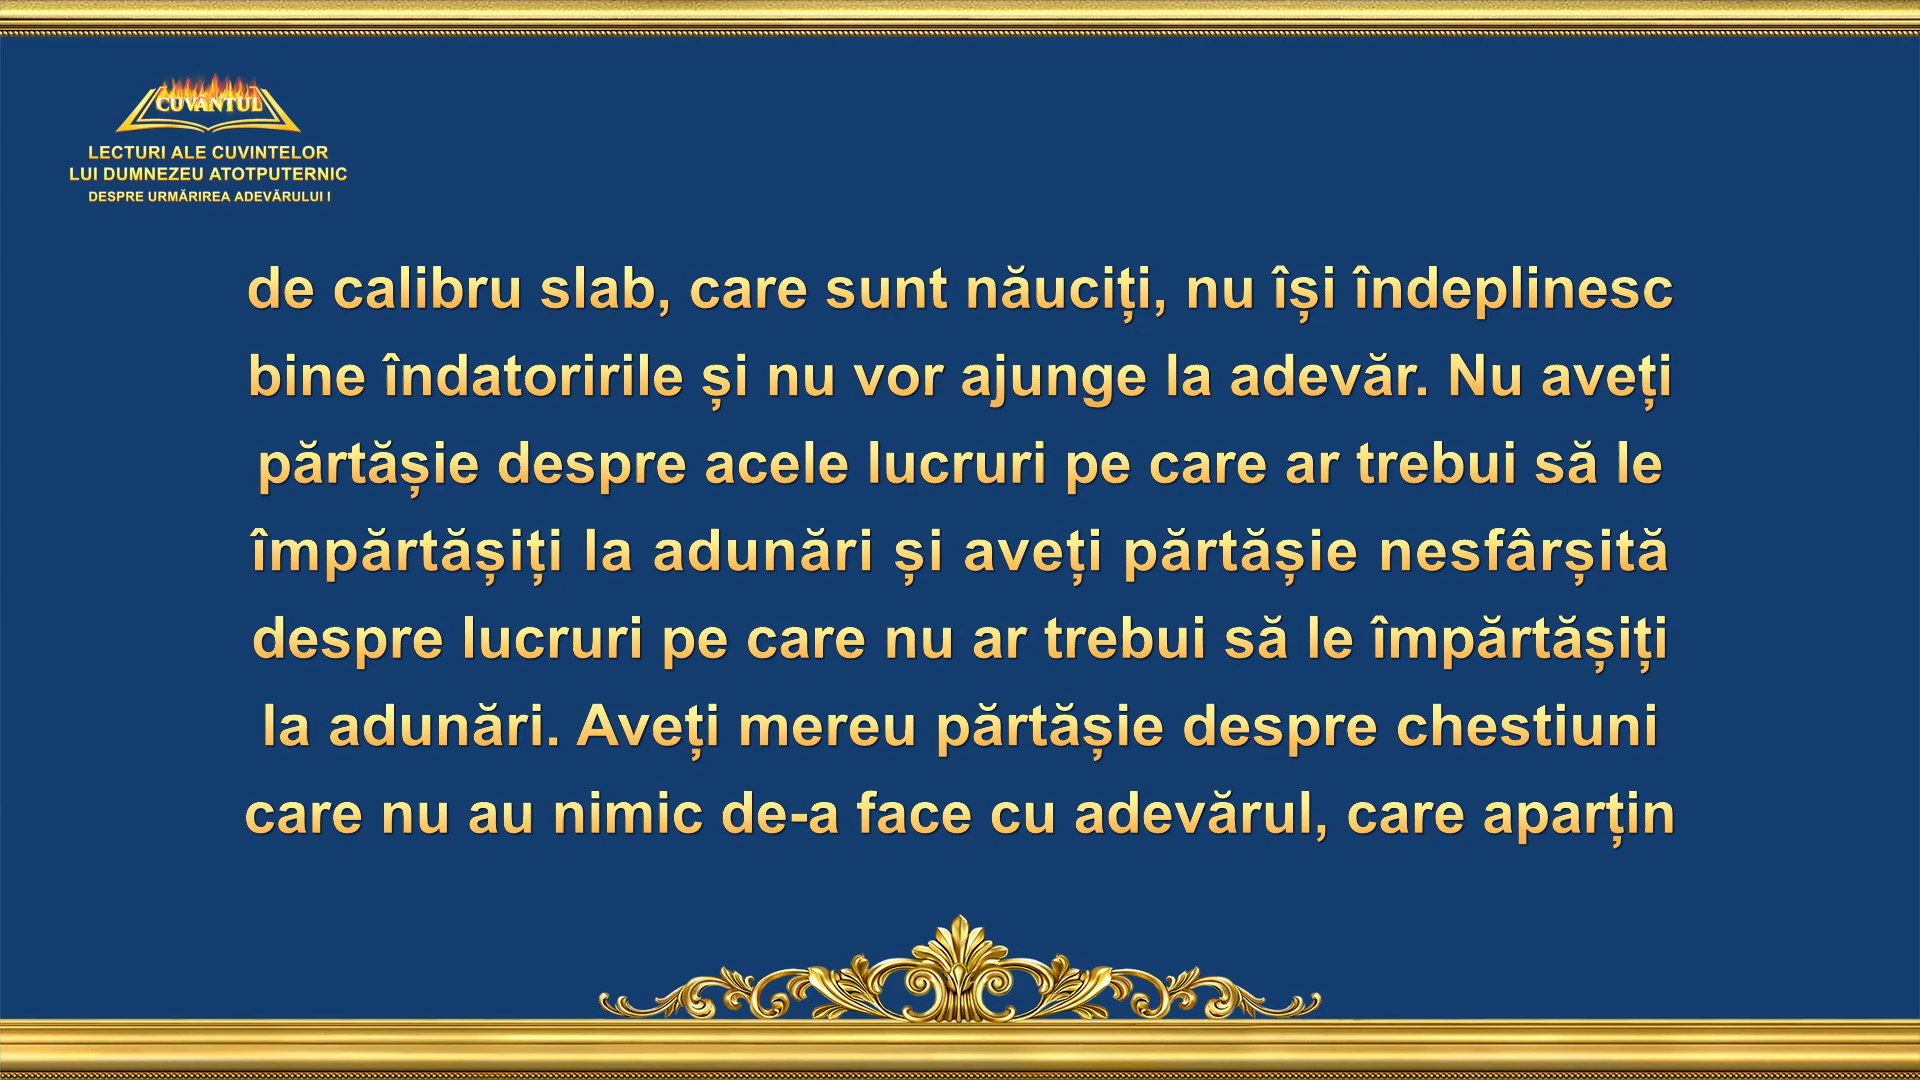 CUVÂNTUL
LECTURI ALE CUVINTELOR
LUI DUMNEZEU ATOTPUTERNIC
DESPRE URMĂRIREA ADEVĂRULUI I
de calibru slab, care sunt năuciți, nu își îndeplinesc
bine îndatoririle și nu vor ajunge la adevăr. Nu aveți
părtășie despre acele lucruri pe care ar trebui să le
împărtășiți la adunări și aveți părtășie nesfârșită
despre lucruri pe care nu ar trebui să le împărtășiți
la adunări. Aveți mereu părtășie despre chestiuni
care nu au nimic de-a face cu adevărul, care aparțin